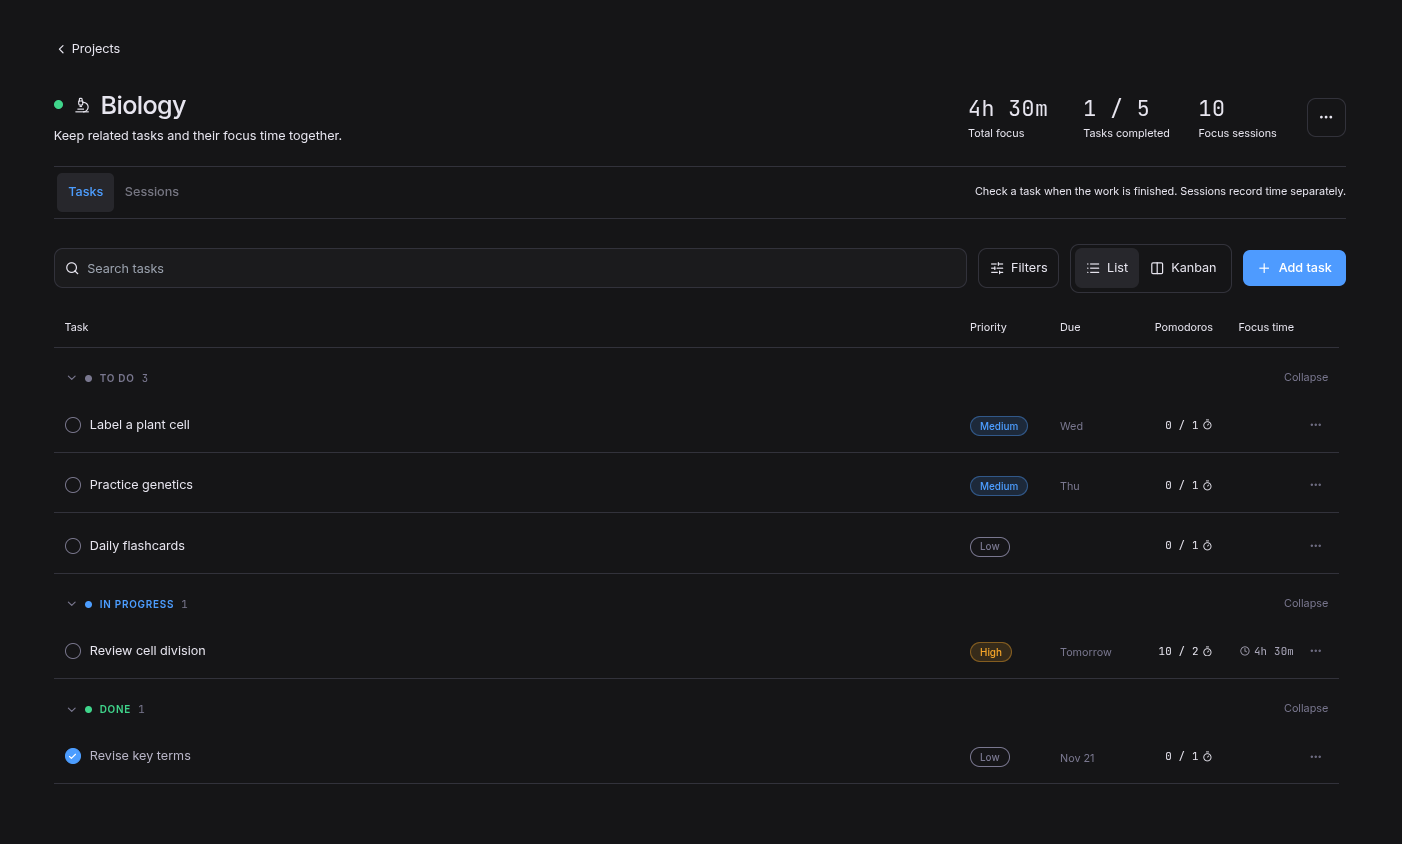 Projects
Biology
Keep related tasks and their focus time together.
4h 30m
Total focus
1 / 5
Tasks completed
10
Focus sessions
Tasks
Sessions
Check a task when the work is finished. Sessions record time separately.
Search tasks
Filters
List
Kanban
Add task
Task Priority Due Pomodoros Focus time
TO DO 3 Collapse
Label a plant cell Medium Wed 0 / 1
Practice genetics Medium Thu 0 / 1
Daily flashcards Low 0 / 1
IN PROGRESS 1 Collapse
Review cell division High Tomorrow 10 / 2 4h 30m
DONE 1 Collapse
Revise key terms Low Nov 21 0 / 1